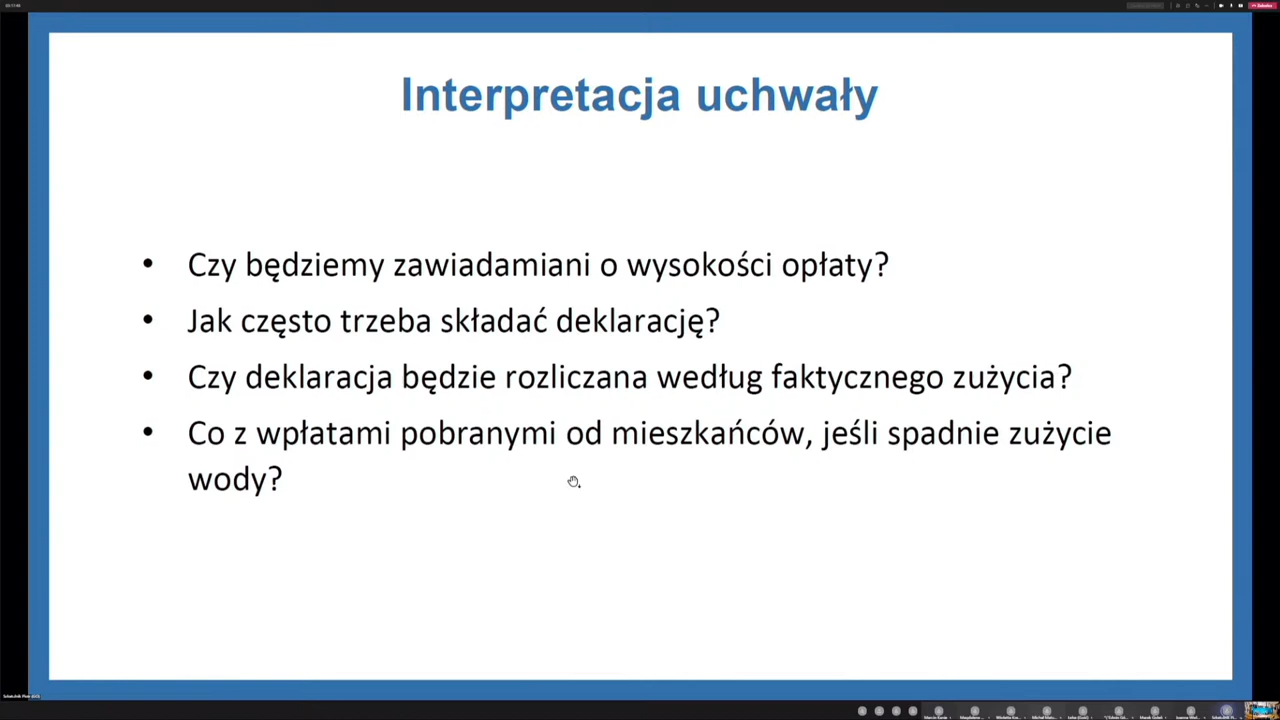 Interpretacja uchwały
• Czy będziemy zawiadamiani o wysokości opłaty?
• Jak często trzeba składać deklarację?
• Czy deklaracja będzie rozliczana według faktycznego zużycia?
• Co z wpłatami pobranymi od mieszkańców, jeśli spadnie zużycie
wody?